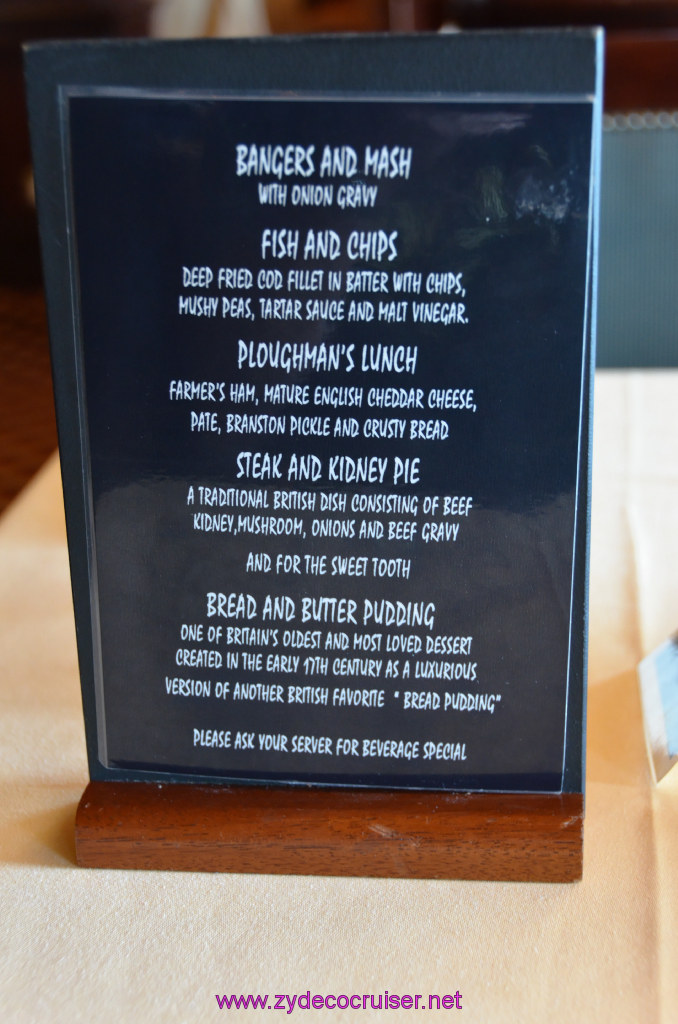 BANGERS AND MASH
WITH ONION GRAVY
FISH AND CHIPS
DEEP FRIED COD FILLET IN BATTER WITH CHIPS,
MUSHY PEAS, TARTAR SAUCE AND MALT VINEGAR.
PLOUGHMAN'S LUNCH
FARMER'S HAM, MATURE ENGLISH CHEDDAR CHEESE,
PATE, BRANSTON PICKLE AND CRUSTY BREAD
STEAK AND KIDNEY PIE
A TRADITIONAL BRITISH DISH CONSISTING OF BEEF
KIDNEY,MUSHROOM, ONIONS AND BEEF GRAVY
AND FOR THE SWEET TOOTH
BREAD AND BUTTER PUDDING
ONE OF BRITAIN'S OLDEST AND MOST LOVED DESSERT
CREATED IN THE EARLY 17TH CENTURY AS A LUXURIOUS
VERSION OF ANOTHER BRITISH FAVORITE " BREAD PUDDING"
PLEASE ASK YOUR SERVER FOR BEVERAGE SPECIAL
www.zydecocruiser.net